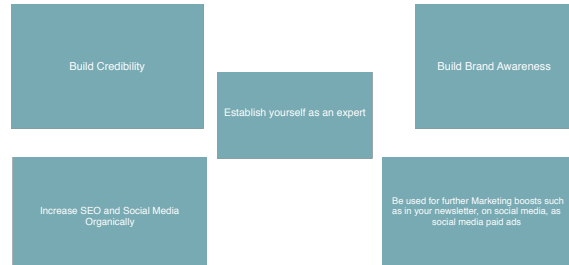 Build Credibility
Build Brand Awareness
Establish yourself as an expert
Increase SEO and Social Media
Organically
Be used for further Marketing boosts such
as in your newsletter, on social media, as
social media paid ads